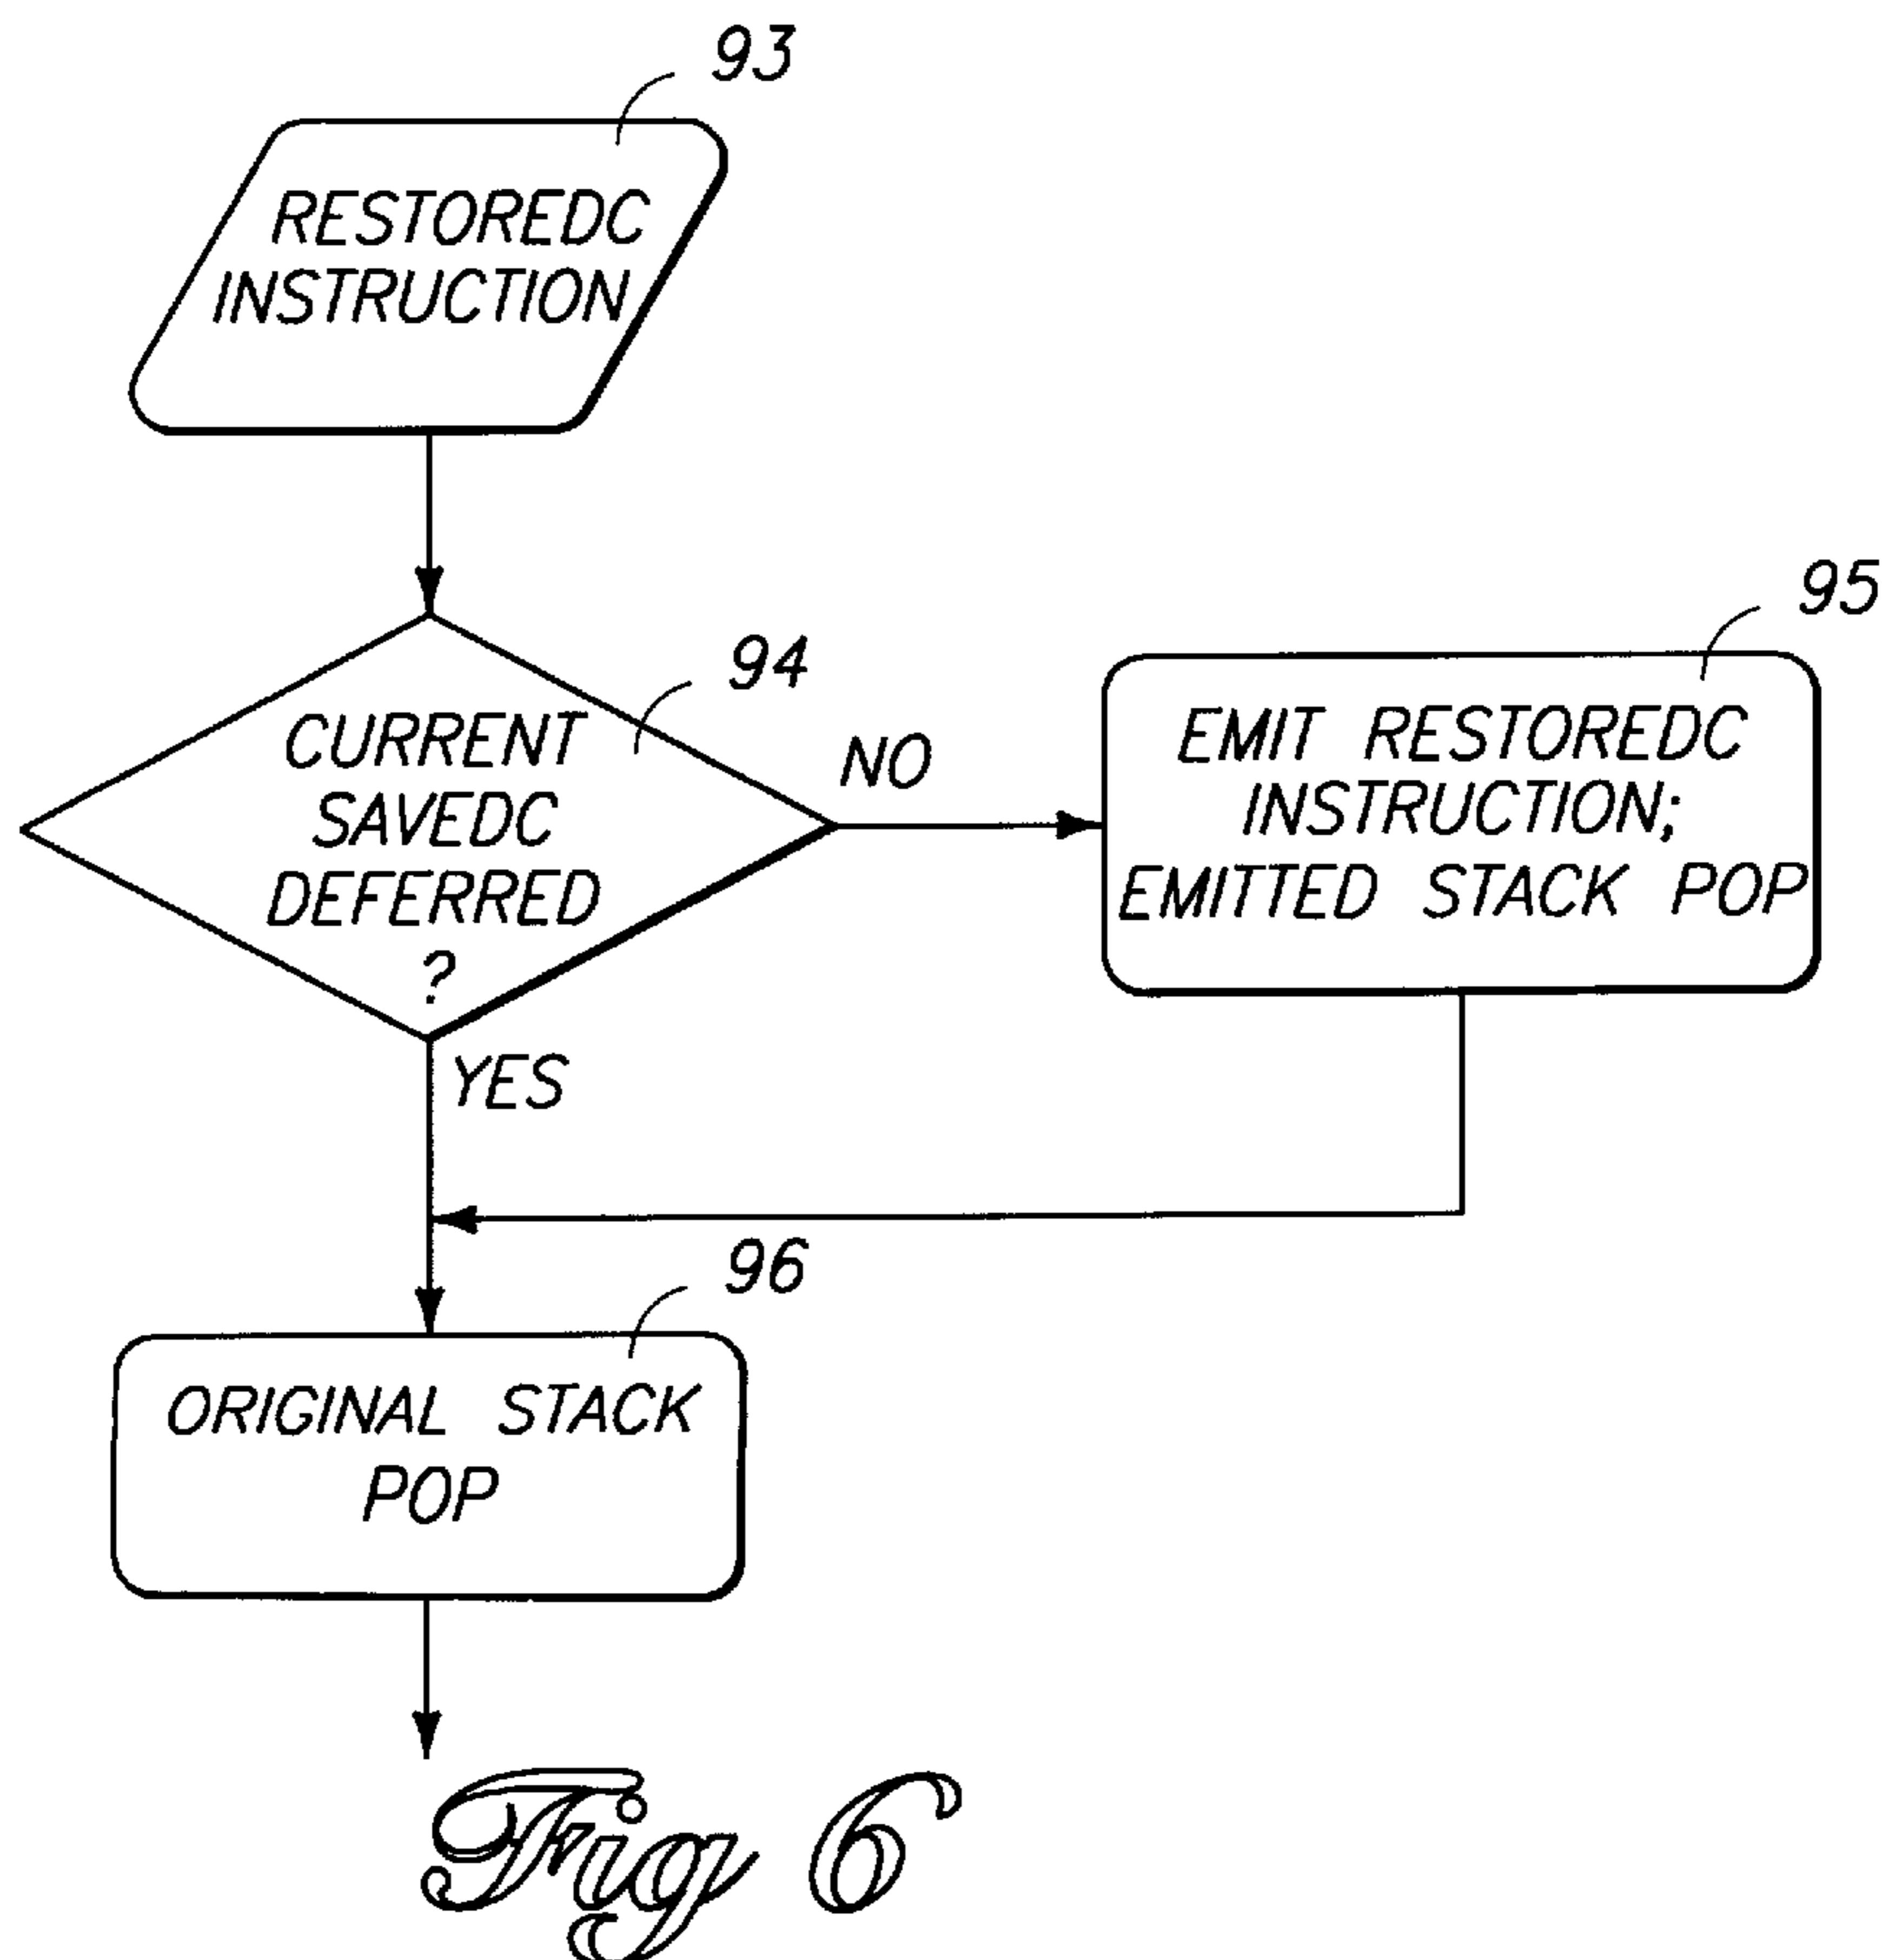 93
RESTOREDC
INSTRUCTION
94
CURRENT
SAVEDC
DEFERRED
?
NO
YES
95
EMIT RESTOREDC
INSTRUCTION;
EMITTED STACK POP
96
ORIGINAL STACK
POP
Fig 6